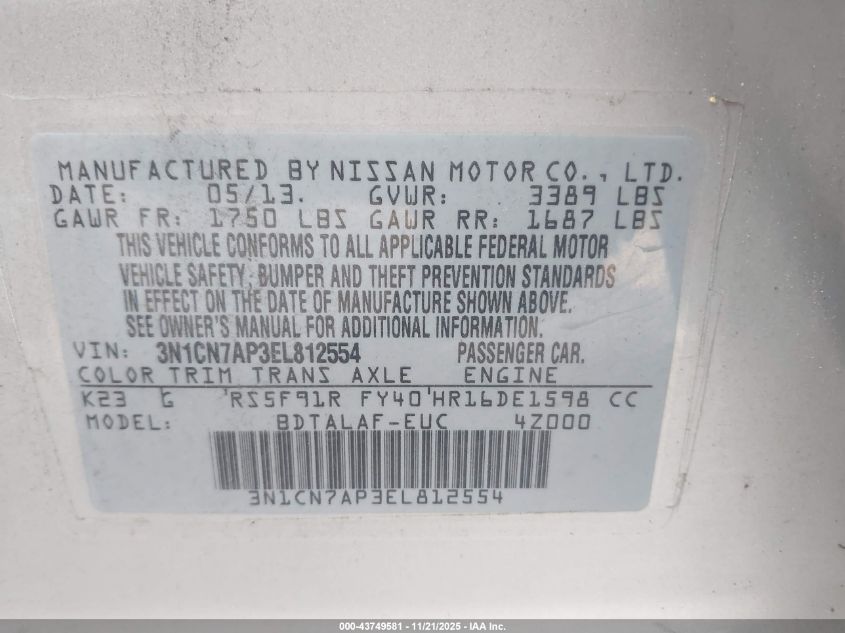 MANUFACTURED BY NISSAN MOTOR CO., LTD.
DATE: 05/13. GVWR: 3389 LBS
GAWR FR: 1750 LBS GAWR RR: 1687 LBS
THIS VEHICLE CONFORMS TO ALL APPLICABLE FEDERAL MOTOR
VEHICLE SAFETY, BUMPER AND THEFT PREVENTION STANDARDS
IN EFFECT ON THE DATE OF MANUFACTURE SHOWN ABOVE.
SEE OWNER'S MANUAL FOR ADDITIONAL INFORMATION.
VIN: 3N1CN7AP3EL812554 PASSENGER CAR.
COLOR TRIM TRANS AXLE ENGINE
K23 G 'RS5F91R FY40'HR16DE1598 CC
MODEL: BDTALAF-EUC 4Z000
3N1CN7AP3EL812554
000-43749581 - 11/21/2025 - IAA Inc.